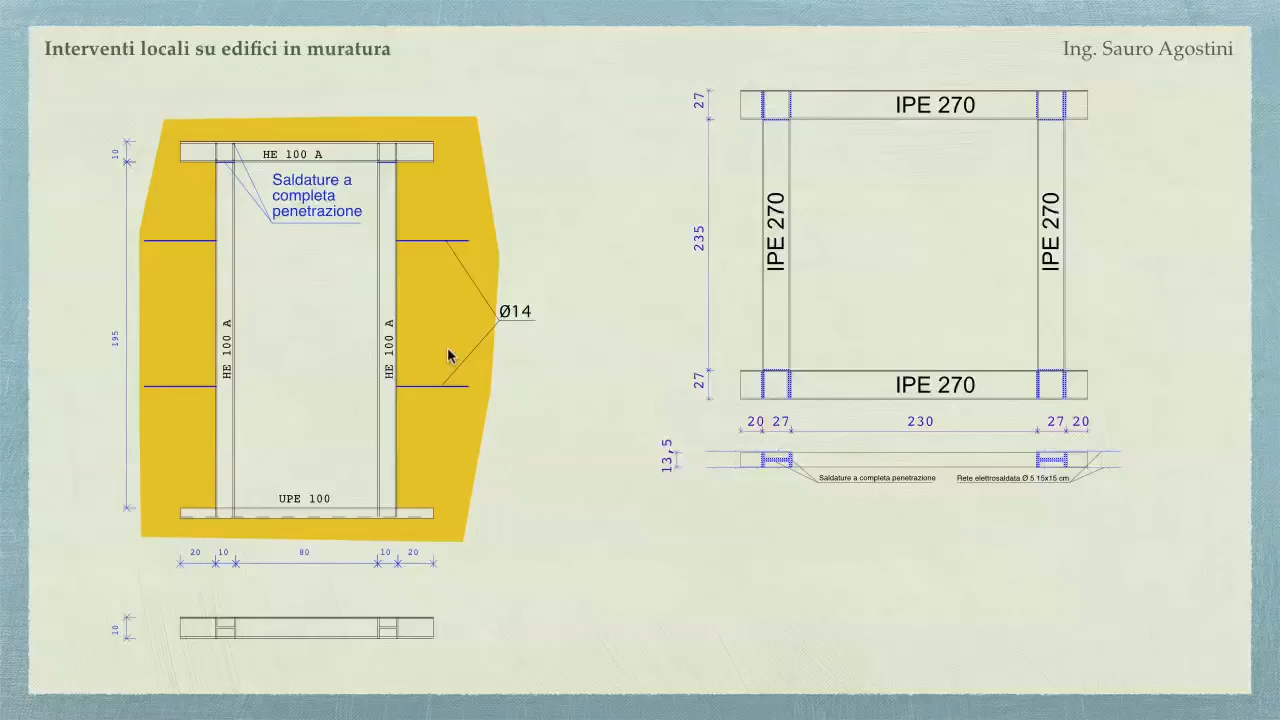 Interventi locali su edifici in muratura
Ing. Sauro Agostini
10
HE 100 A
Saldature a
completa
penetrazione
195
HE 100 A
HE 100 A
Ø14
UPE 100
20 10 80 10 20
10
27
IPE 270
235
IPE 270
IPE 270
27
IPE 270
20 27 230 27 20
13,5
Saldature a completa penetrazione
Rete elettrosaldata Ø 5 15x15 cm